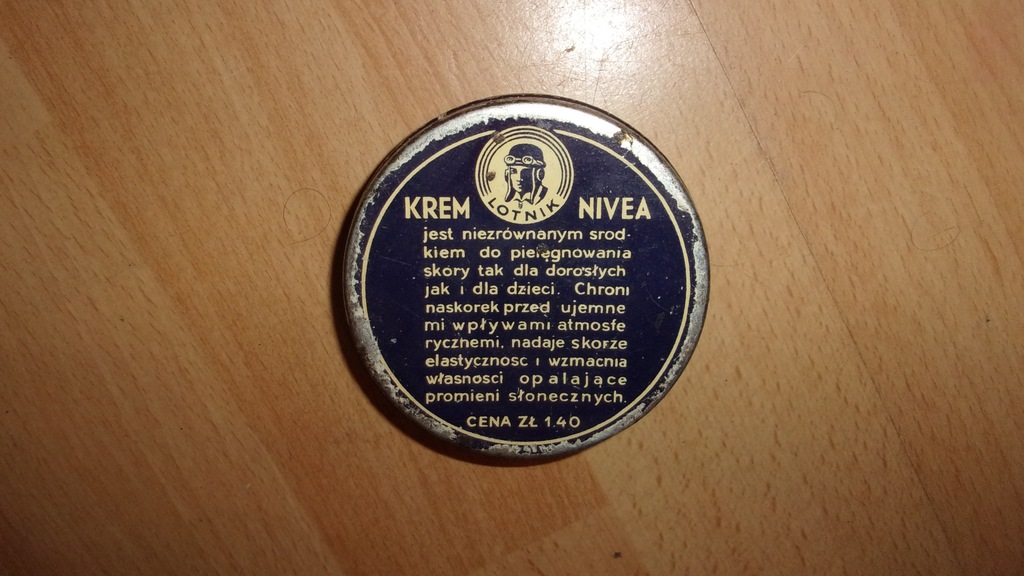 LOTNIK
KREM NIVEA
jest niezrównanym srod-
kiem do pielęgnowania
skóry tak dla dorosłych
jak i dla dzieci. Chroni
naskorek przed ujemne
mi wpływami atmosfe
rycznemi, nadaje skorze
elastycznosc i wzmacnia
własnosci opalające
promieni słonecznych.
CENA ZŁ 1.40